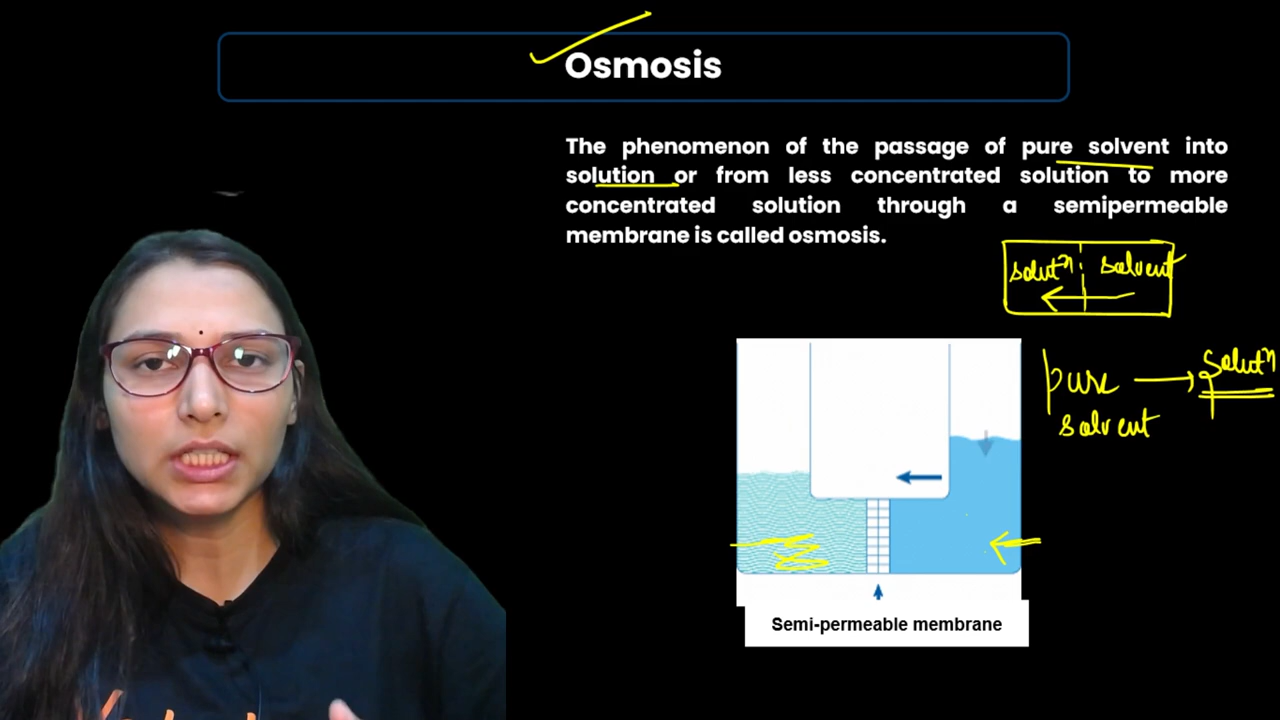 Osmosis
The phenomenon of the passage of pure solvent into
solution or from less concentrated solution to more
concentrated solution through a semipermeable
membrane is called osmosis.
solutⁿ solvent
pure → solutⁿ
solvent
Semi-permeable membrane